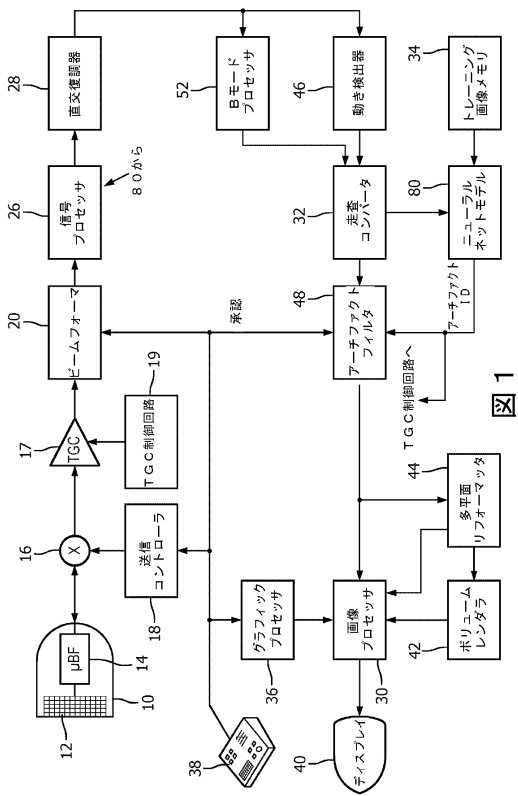 12
10
μBF
14
16
X
18
送信
コントローラ
17
TGC
19
TGC制御回路
20
ビームフォーマ
26
信号
プロセッサ
80から
28
直交復調器
38
36
グラフィック
プロセッサ
承認
52
Bモード
プロセッサ
40
ディスプレイ
30
画像
プロセッサ
48
アーチファクト
フィルタ
32
走査
コンバータ
46
動き検出器
42
ボリューム
レンダラ
44
多平面
リフォーマッタ
TGC制御回路へ
アーチファクト
ID
80
ニューラル
ネットモデル
34
トレーニング
画像メモリ
図1